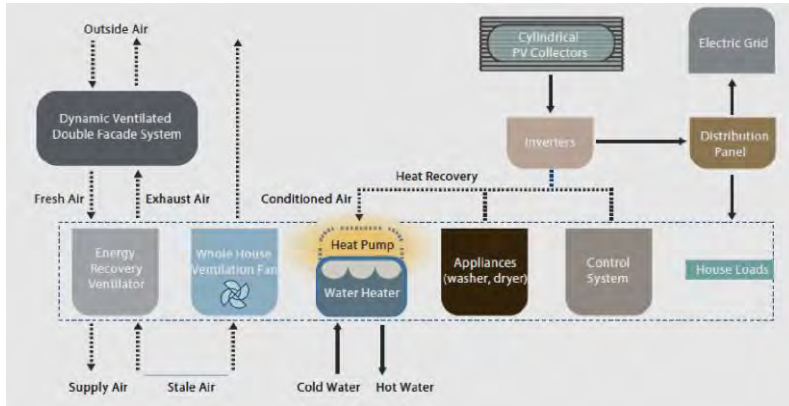 Outside Air
Cylindrical
PV Collectors
Electric Grid
Dynamic Ventilated
Double Facade System
Inverters
Distribution
Panel
Heat Recovery
Fresh Air
Exhaust Air
Conditioned Air
Energy
Recovery
Ventilator
Whole House
Ventilation Fan
Heat Pump
Water Heater
Appliances
(washer, dryer)
Control
System
House Loads
Supply Air
Stale Air
Cold Water
Hot Water